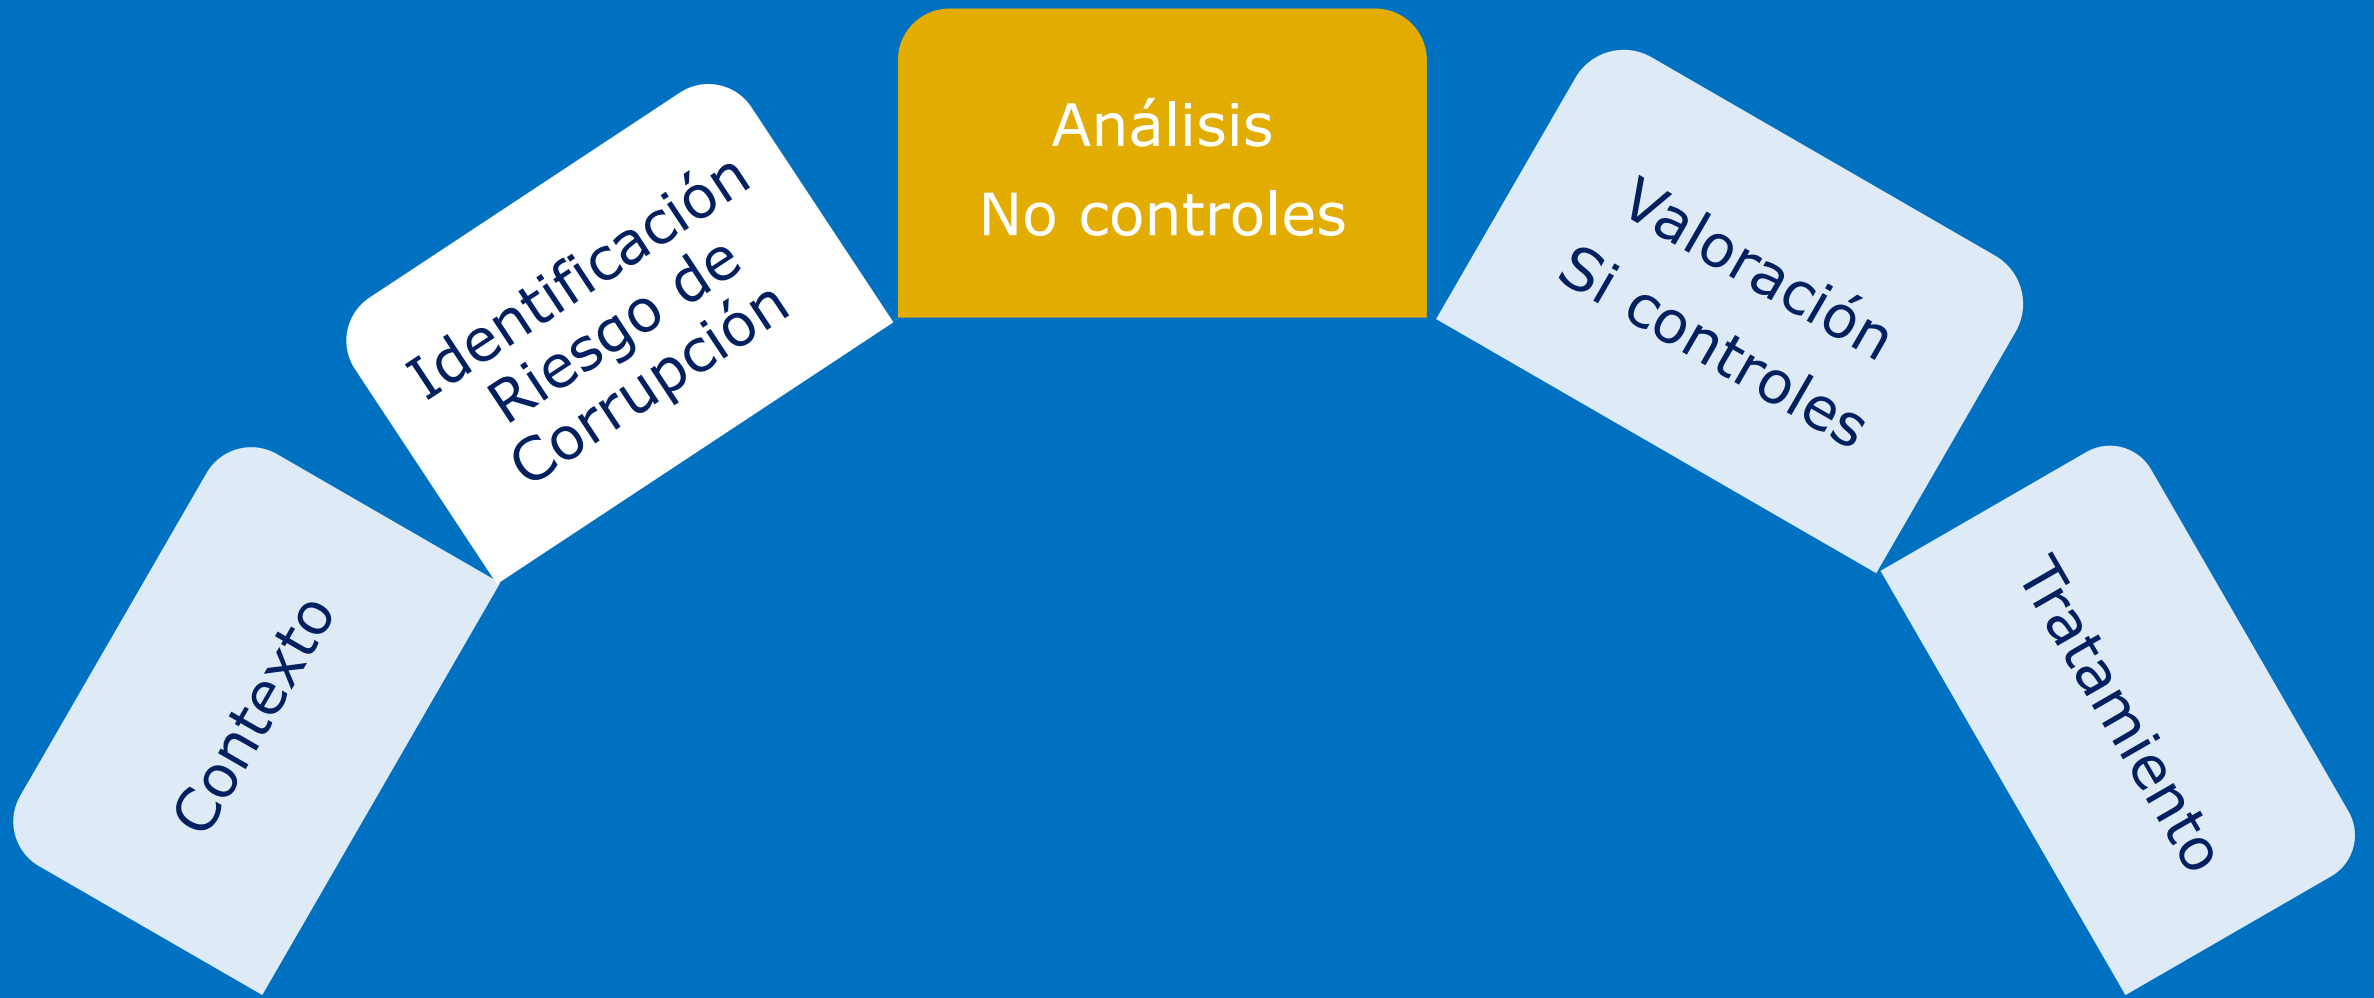 Contexto
Identificación
Riesgo de
Corrupción
Análisis
No controles
Valoración
Si controles
Tratamiento